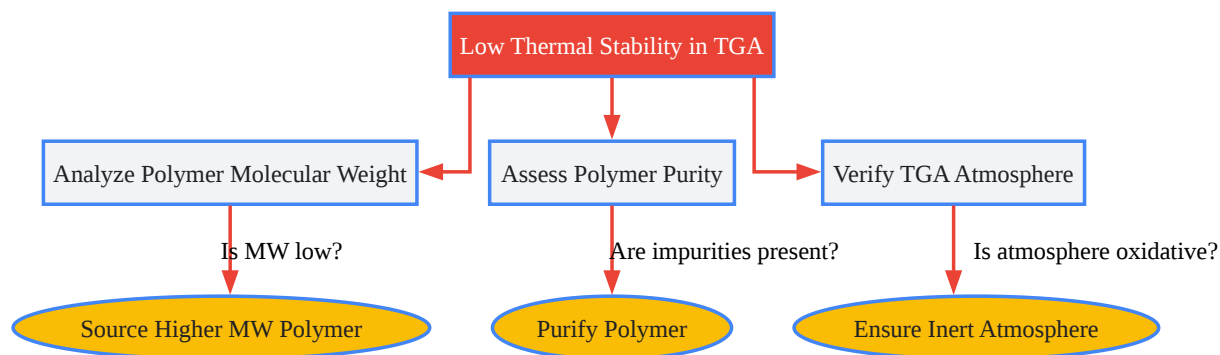 Low Thermal Stability in TGA
Analyze Polymer Molecular Weight
Assess Polymer Purity
Verify TGA Atmosphere
Is MW low?
Are impurities present?
Is atmosphere oxidative?
Source Higher MW Polymer
Purify Polymer
Ensure Inert Atmosphere